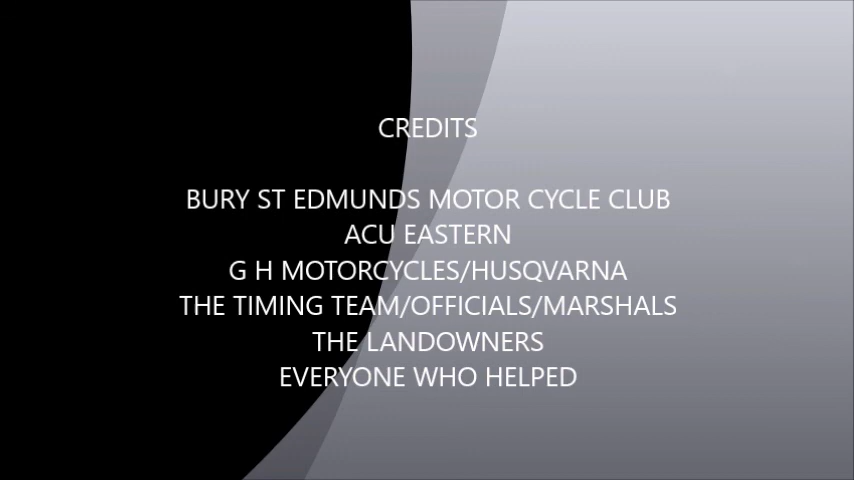 CREDITS
BURY ST EDMUNDS MOTOR CYCLE CLUB
ACU EASTERN
G H MOTORCYCLES/HUSQVARNA
THE TIMING TEAM/OFFICIALS/MARSHALS
THE LANDOWNERS
EVERYONE WHO HELPED